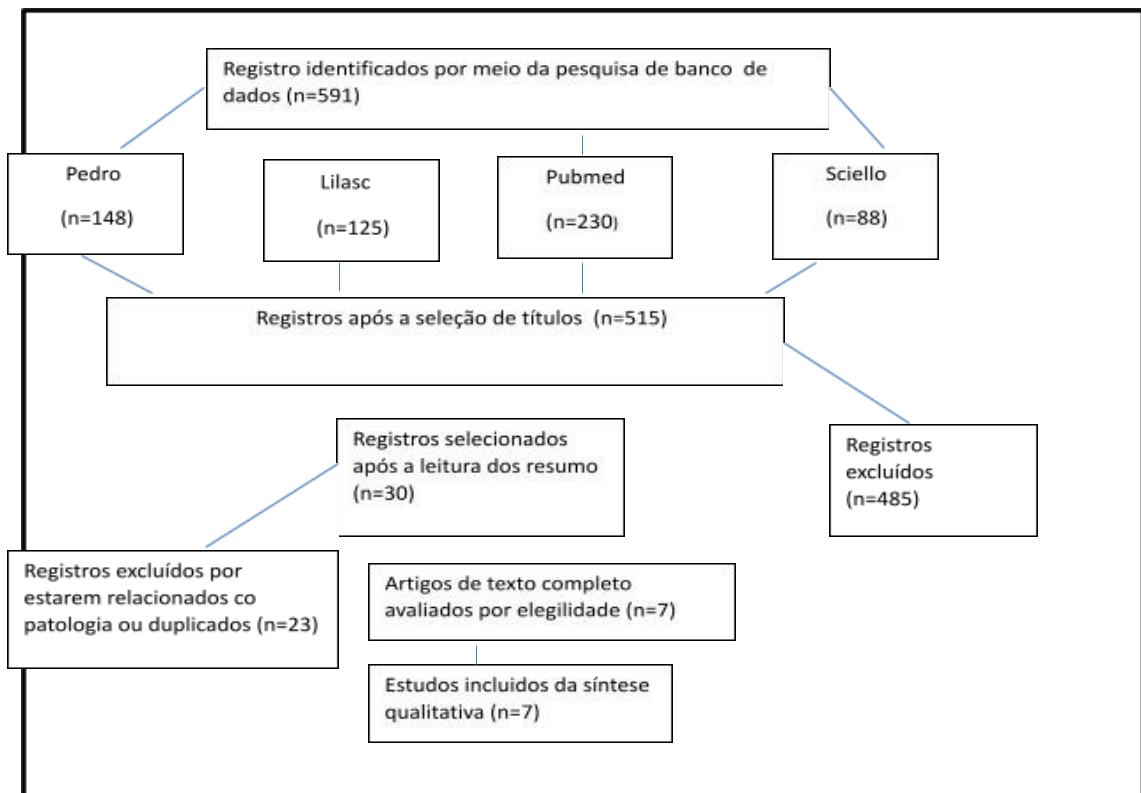 Registro identificados por meio da pesquisa de banco de
dados (n=591)
Pedro
(n=148)
Lilasc
(n=125)
Pubmed
(n=230)
Sciello
(n=88)
Registros após a seleção de títulos (n=515)
Registros selecionados
após a leitura dos resumo
(n=30)
Registros
excluídos
(n=485)
Registros excluídos por
estarem relacionados co
patologia ou duplicados (n=23)
Artigos de texto completo
avaliados por elegilidade (n=7)
Estudos incluidos da síntese
qualitativa (n=7)